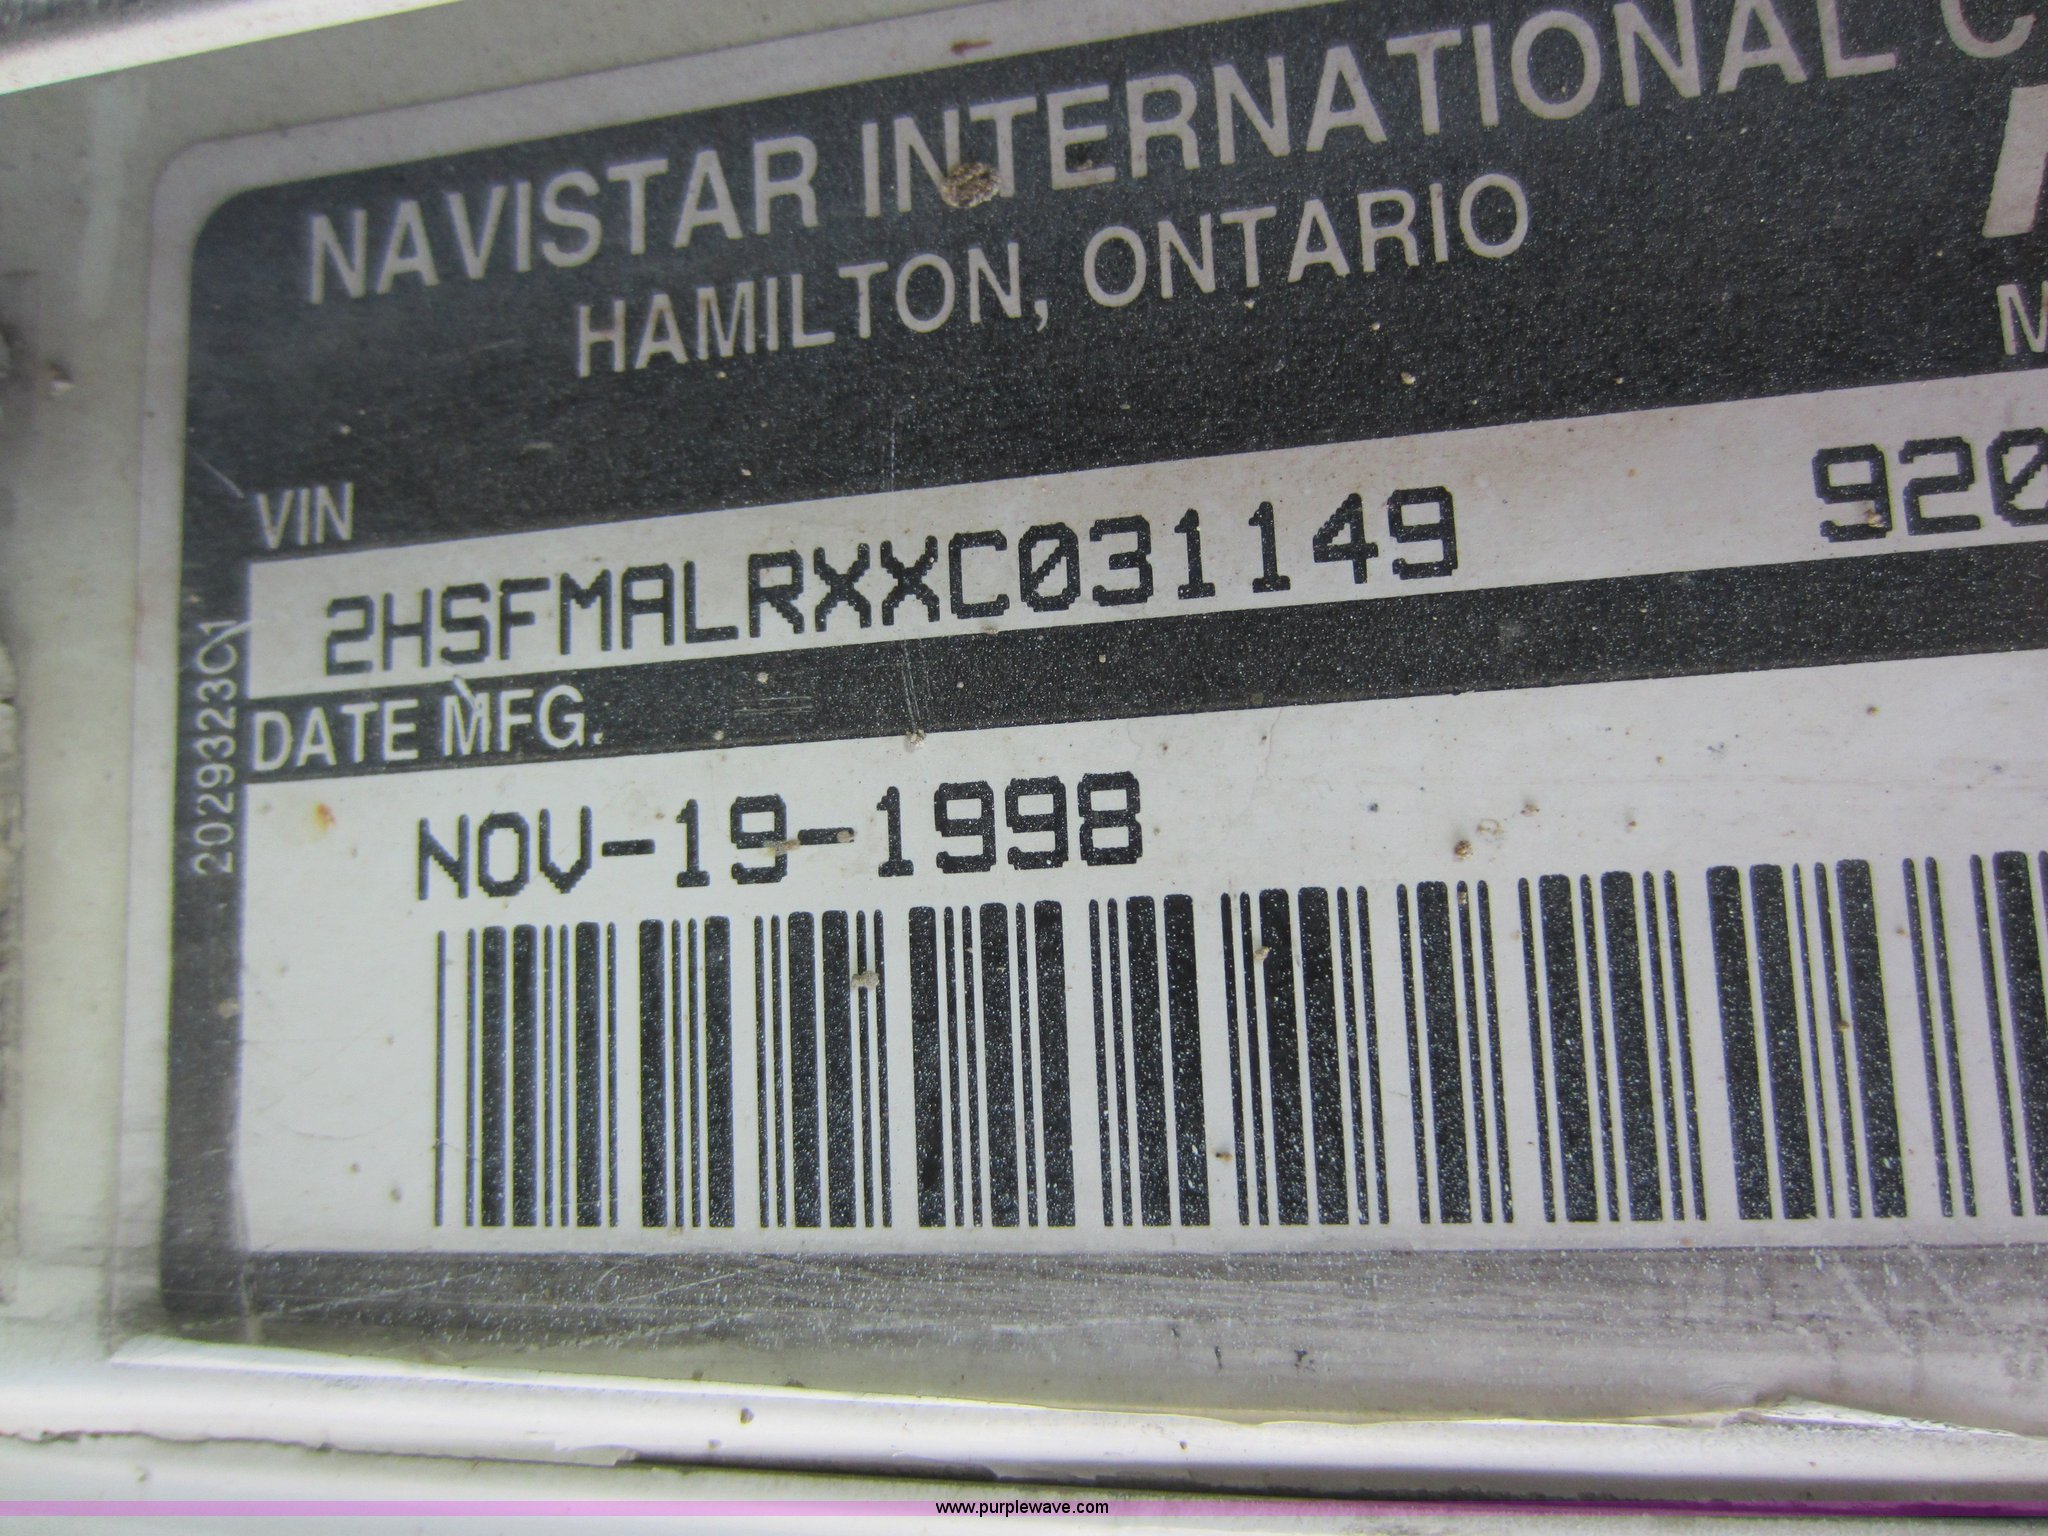 NAVISTAR INTERNATIONAL C
HAMILTON, ONTARIO
VIN
2HSFMALRXXC031149 920
DATE MFG.
NOV-19-1998
2029323C1
www.purplewave.com